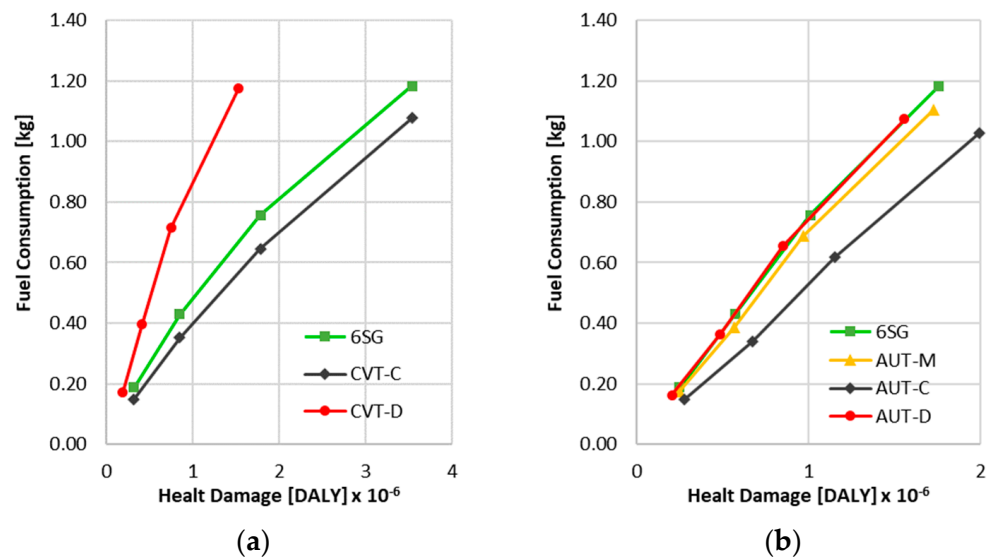 1.40
1.20
1.00
0.80
0.60
0.40
0.20
0.00
Fuel Consumption [kg]
0 1 2 3 4
Healt Damage [DALY] x 10-6
6SG
CVT-C
CVT-D
(a)
1.40
1.20
1.00
0.80
0.60
0.40
0.20
0.00
Fuel Consumption [kg]
0 1 2
Healt Damage [DALY] x 10-6
6SG
AUT-M
AUT-C
AUT-D
(b)